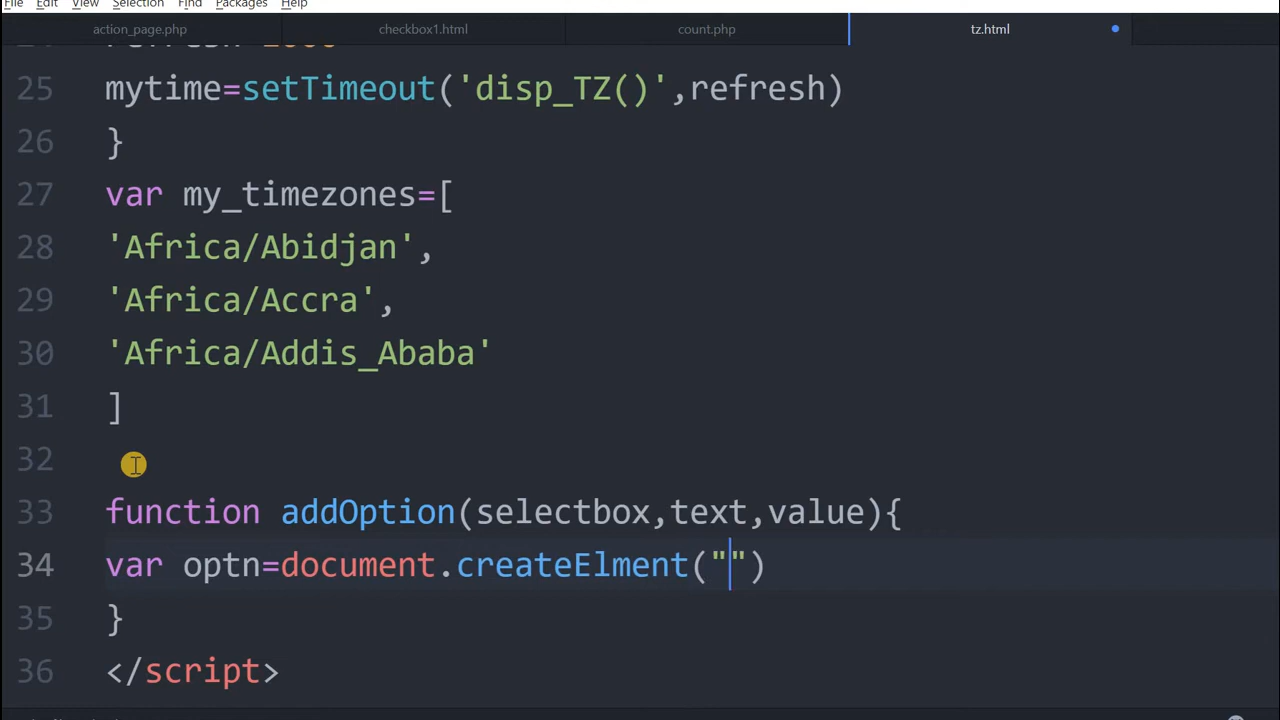 File Edit View Selection Find Packages Help
action_page.php checkbox1.html count.php tz.html
25 mytime=setTimeout('disp_TZ()',refresh)
26 }
27 var my_timezones=[
28 'Africa/Abidjan',
29 'Africa/Accra',
30 'Africa/Addis_Ababa'
31 ]
32
33 function addOption(selectbox,text,value){
34 var optn=document.createElment("")
35 }
36 </script>